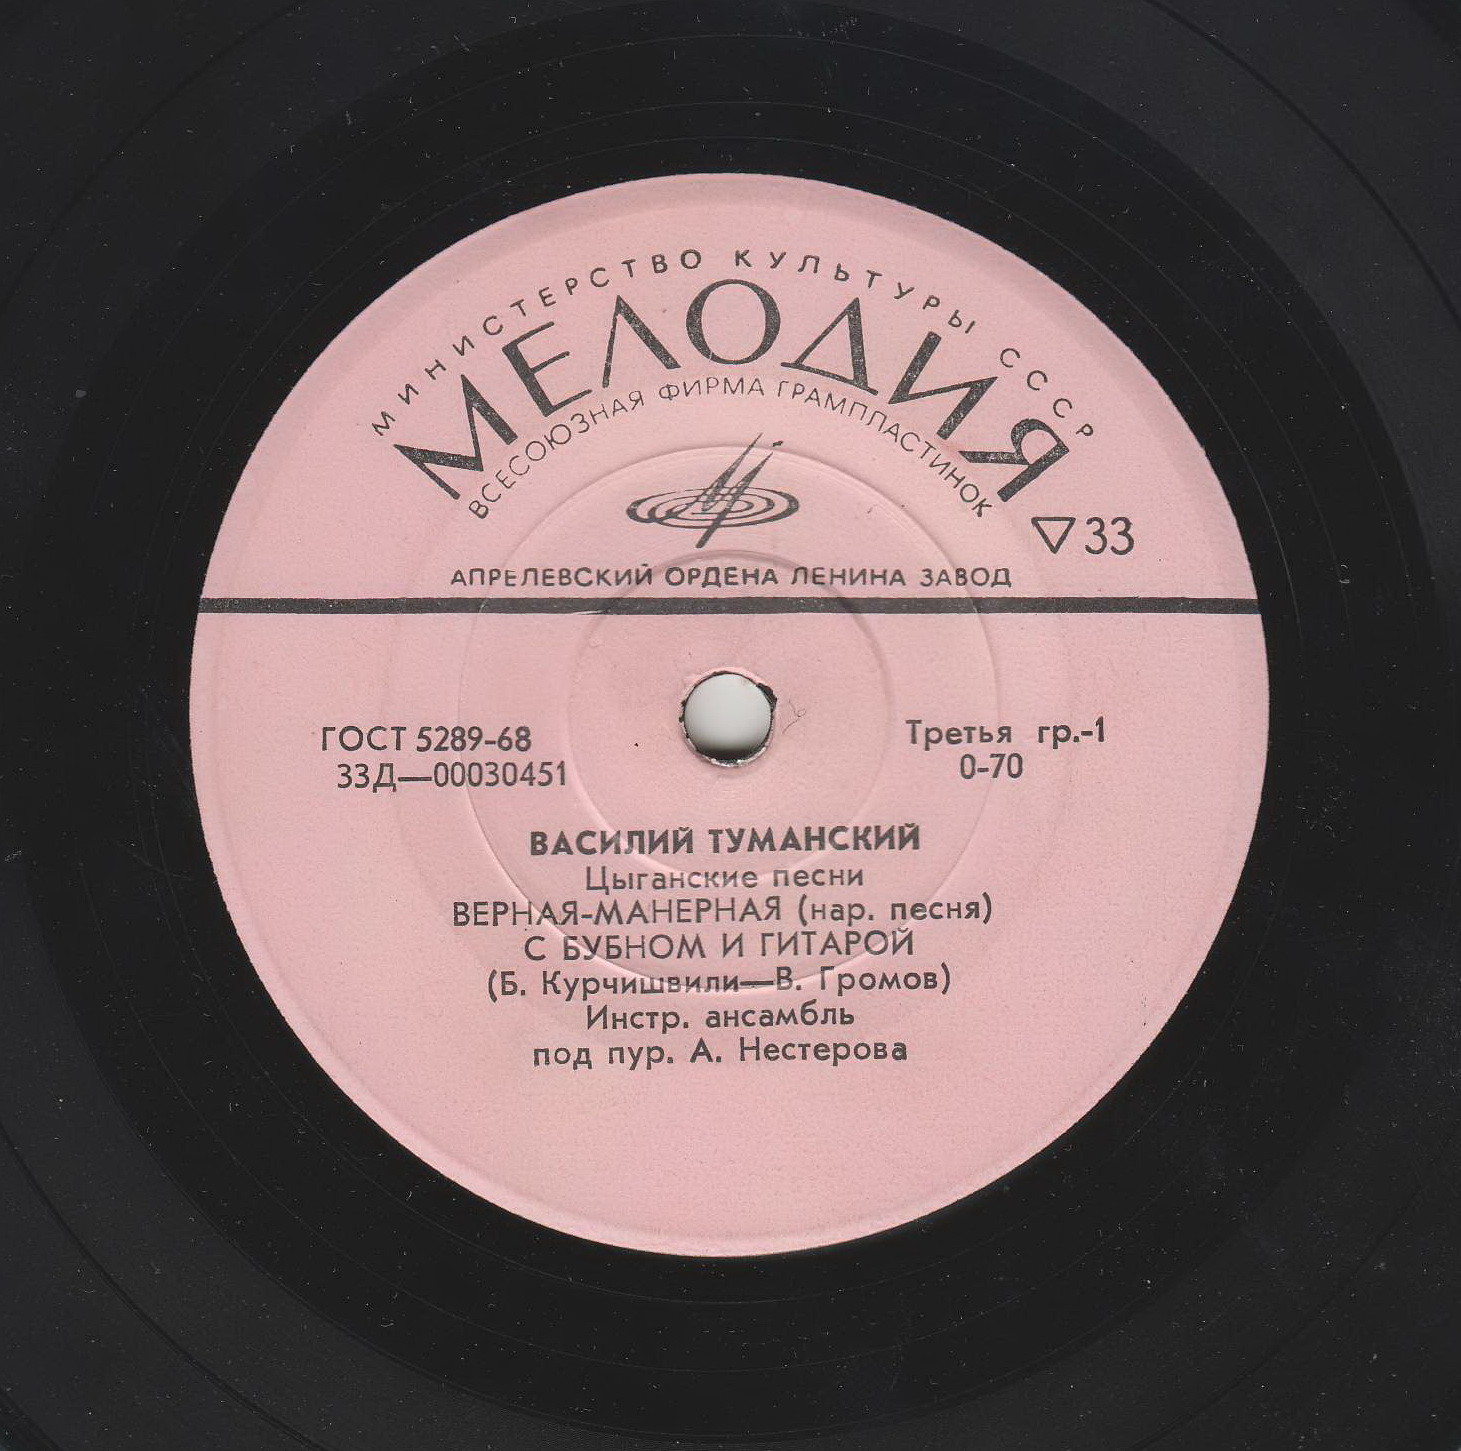 МИНИСТЕРСТВО КУЛЬТУРЫ СССР
МЕЛОДИЯ
ВСЕСОЮЗНАЯ ФИРМА ГРАМПЛАСТИНОК
▽33
АПРЕЛЕВСКИЙ ОРДЕНА ЛЕНИНА ЗАВОД
ГОСТ 5289-68
33Д—00030451
Третья гр.-1
0-70
ВАСИЛИЙ ТУМАНСКИЙ
Цыганские песни
ВЕРНАЯ-МАНЕРНАЯ (нар. песня)
С БУБНОМ И ГИТАРОЙ
(Б. Курчишвили—В. Громов)
Инстр. ансамбль
под пур. А. Нестерова